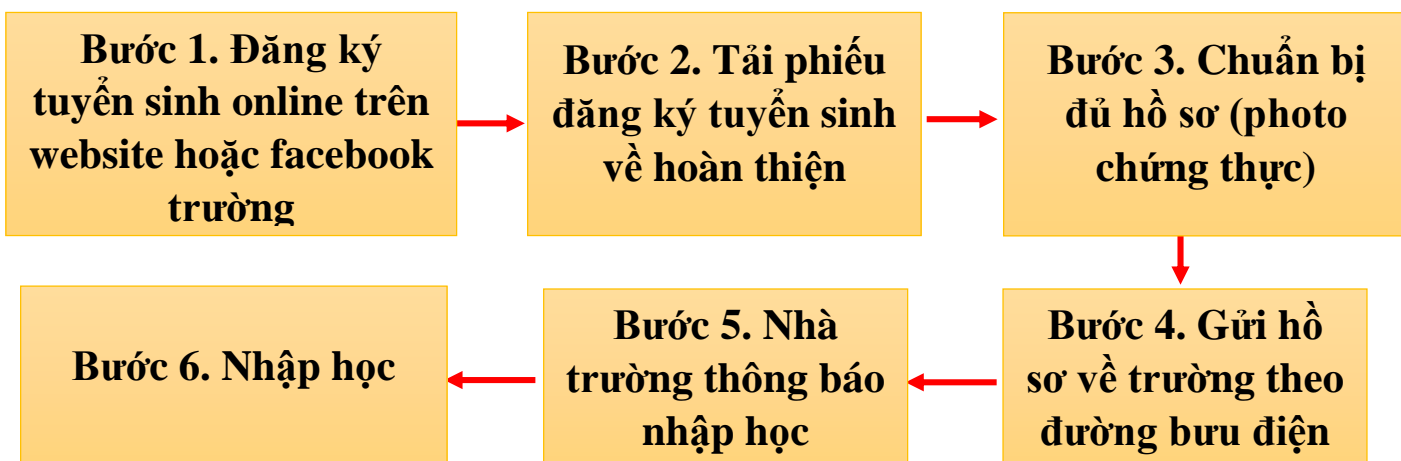 Bước 1. Đăng ký
tuyển sinh online trên
website hoặc facebook
trường
Bước 2. Tải phiếu
đăng ký tuyển sinh
về hoàn thiện
Bước 3. Chuẩn bị
đủ hồ sơ (photo
chứng thực)
Bước 4. Gửi hồ
sơ về trường theo
đường bưu điện
Bước 5. Nhà
trường thông báo
nhập học
Bước 6. Nhập học